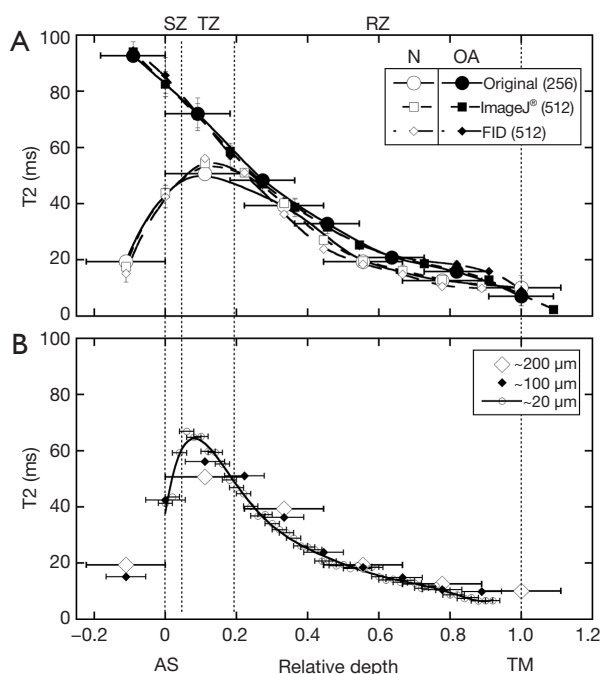 SZ TZ RZ
A
N OA
Original (256)
ImageJ® (512)
FID (512)
T2 (ms)
100
80
60
40
20
0
B
~200 µm
~100 µm
~20 µm
T2 (ms)
100
80
60
40
20
0
−0.2 0 0.2 0.4 0.6 0.8 1.0 1.2
AS Relative depth TM